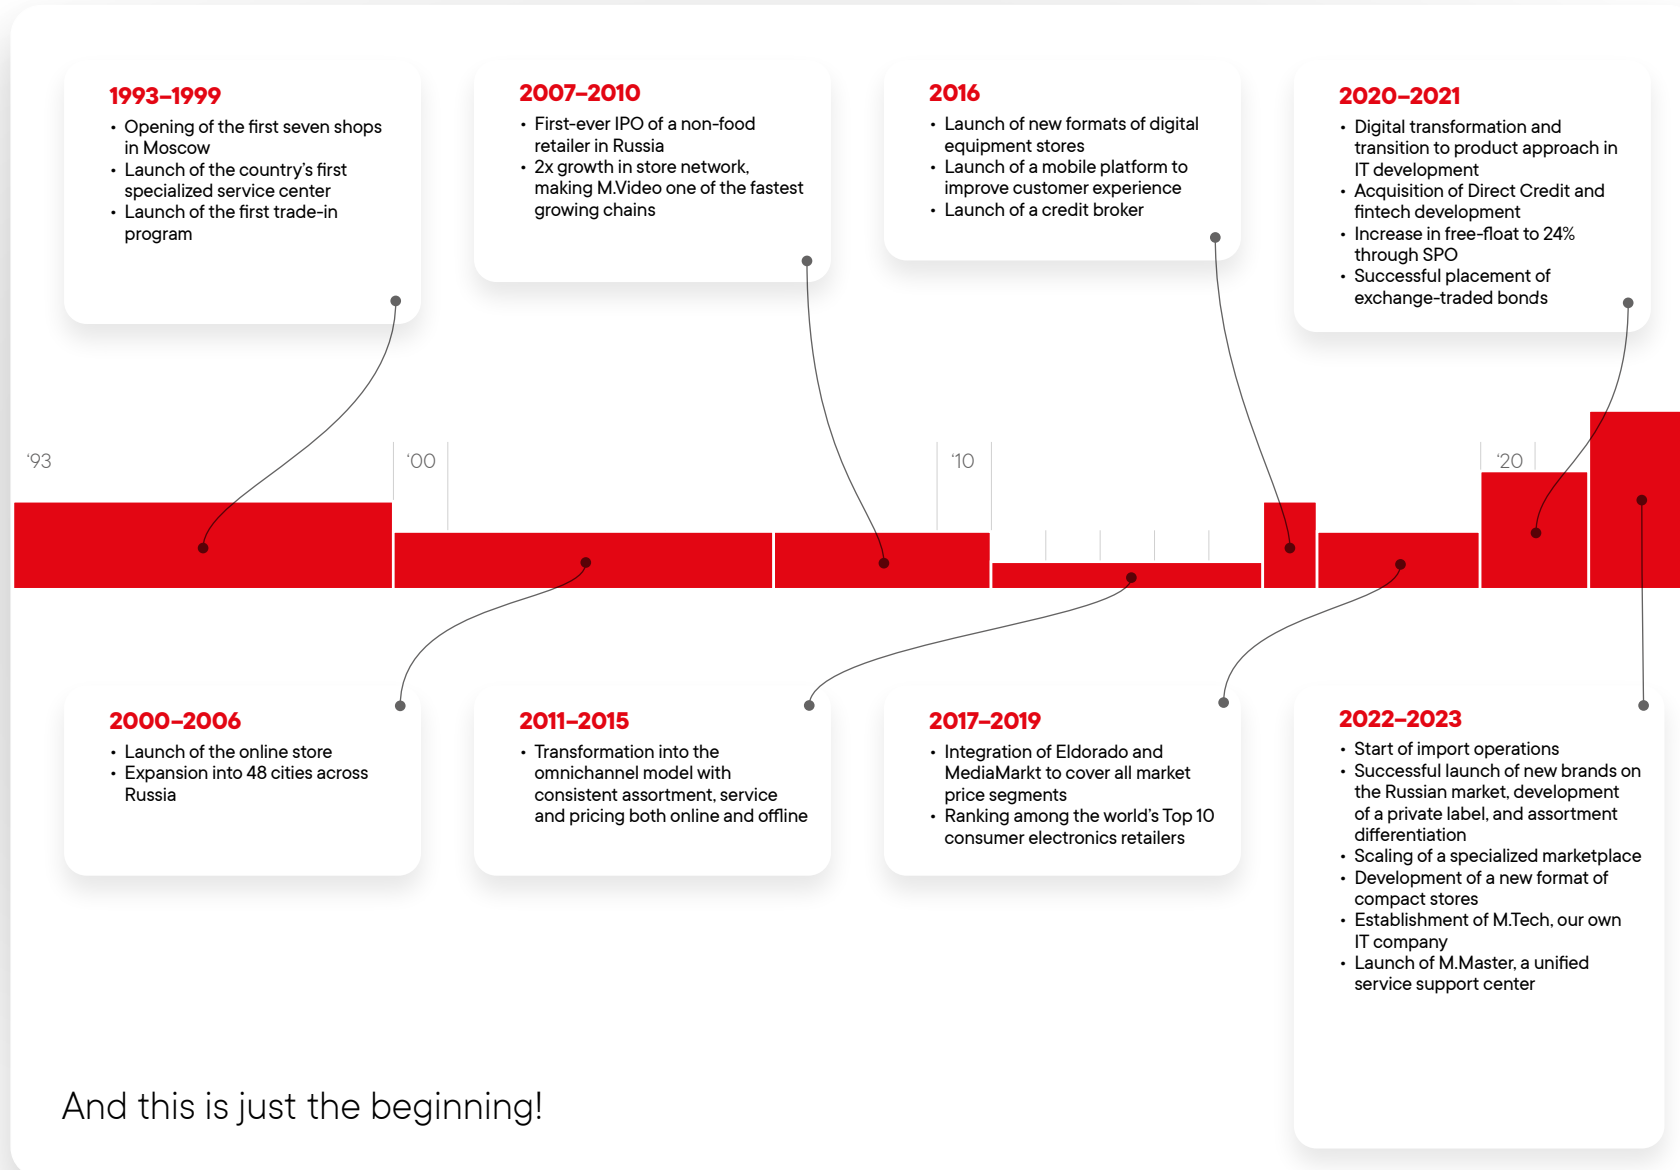 1993–1999
• Opening of the first seven shops
in Moscow
• Launch of the country’s first
specialized service center
• Launch of the first trade-in
program
2007–2010
• First-ever IPO of a non-food
retailer in Russia
• 2x growth in store network,
making M.Video one of the fastest
growing chains
2016
• Launch of new formats of digital
equipment stores
• Launch of a mobile platform to
improve customer experience
• Launch of a credit broker
2020–2021
• Digital transformation and
transition to product approach in
IT development
• Acquisition of Direct Credit and
fintech development
• Increase in free-float to 24%
through SPO
• Successful placement of
exchange-traded bonds
‘93
‘00
‘10
‘20
2000–2006
• Launch of the online store
• Expansion into 48 cities across
Russia
2011–2015
• Transformation into the
omnichannel model with
consistent assortment, service
and pricing both online and offline
2017–2019
• Integration of Eldorado and
MediaMarkt to cover all market
price segments
• Ranking among the world’s Top 10
consumer electronics retailers
2022–2023
• Start of import operations
• Successful launch of new brands on
the Russian market, development
of a private label, and assortment
differentiation
• Scaling of a specialized marketplace
• Development of a new format of
compact stores
• Establishment of M.Tech, our own
IT company
• Launch of M.Master, a unified
service support center
And this is just the beginning!